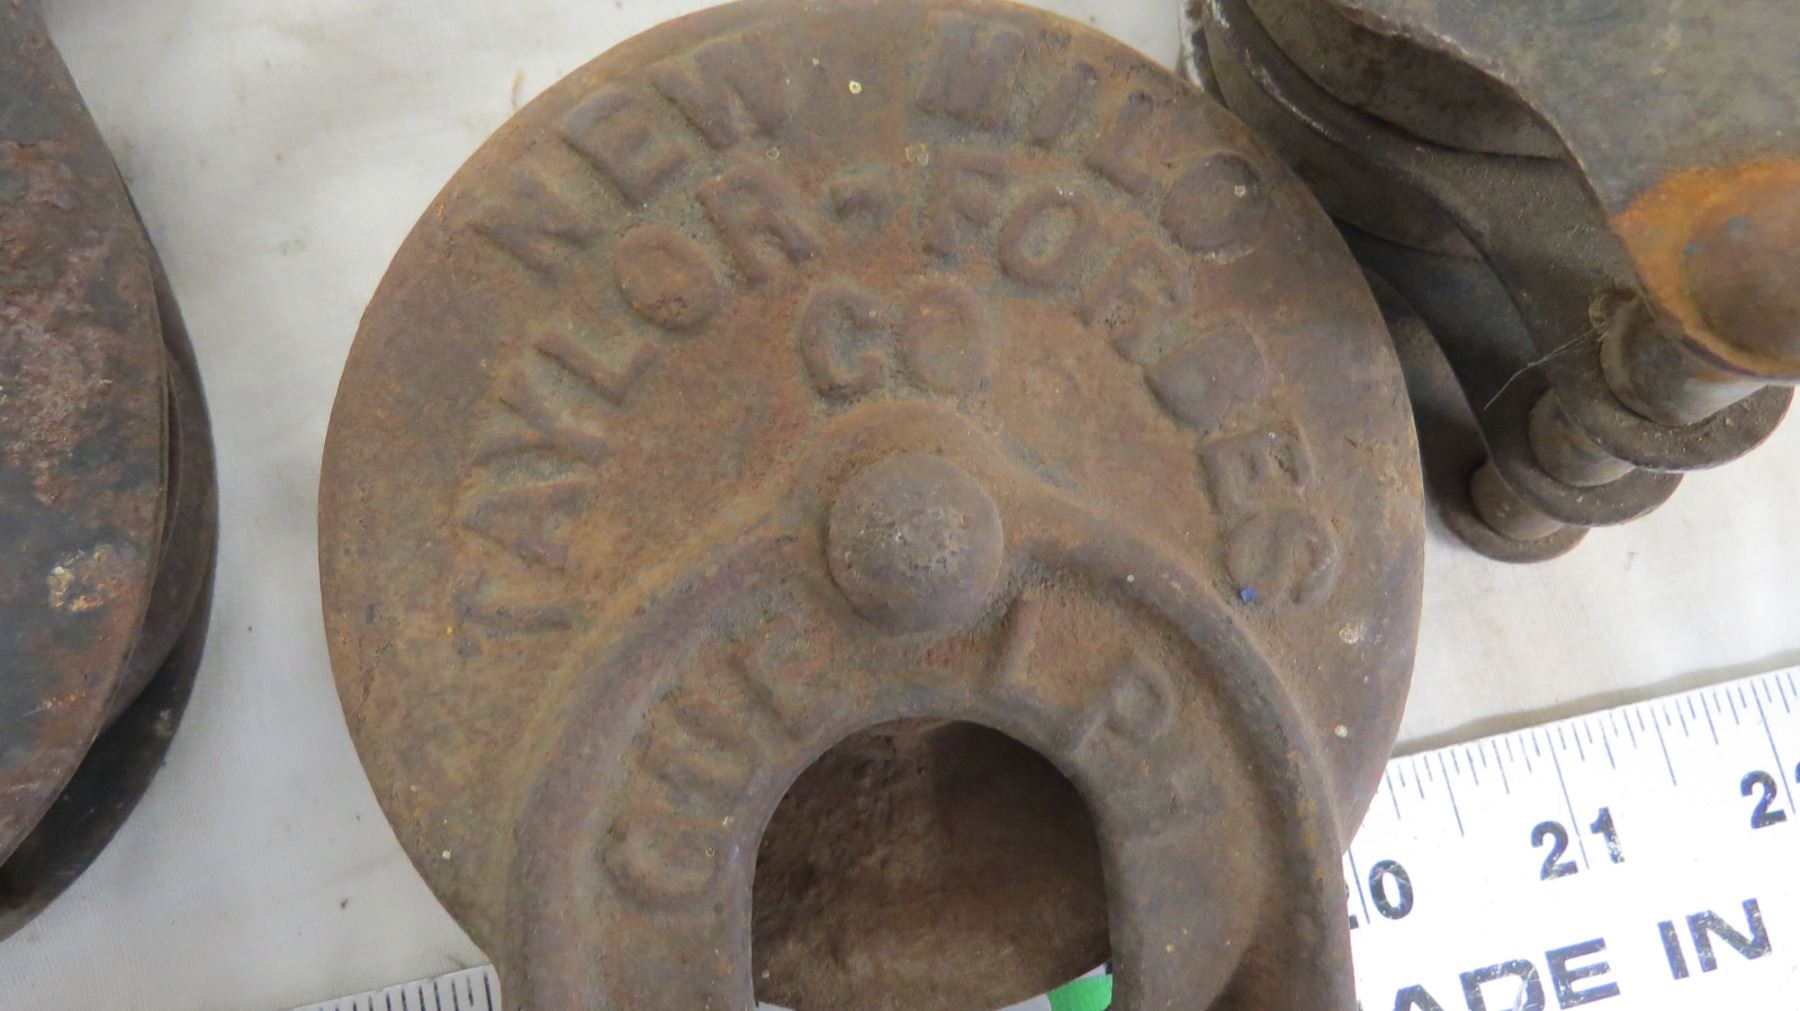 NEW MILO
TAYLOR-FORBES
CO
GUELPH
20 21
MADE IN